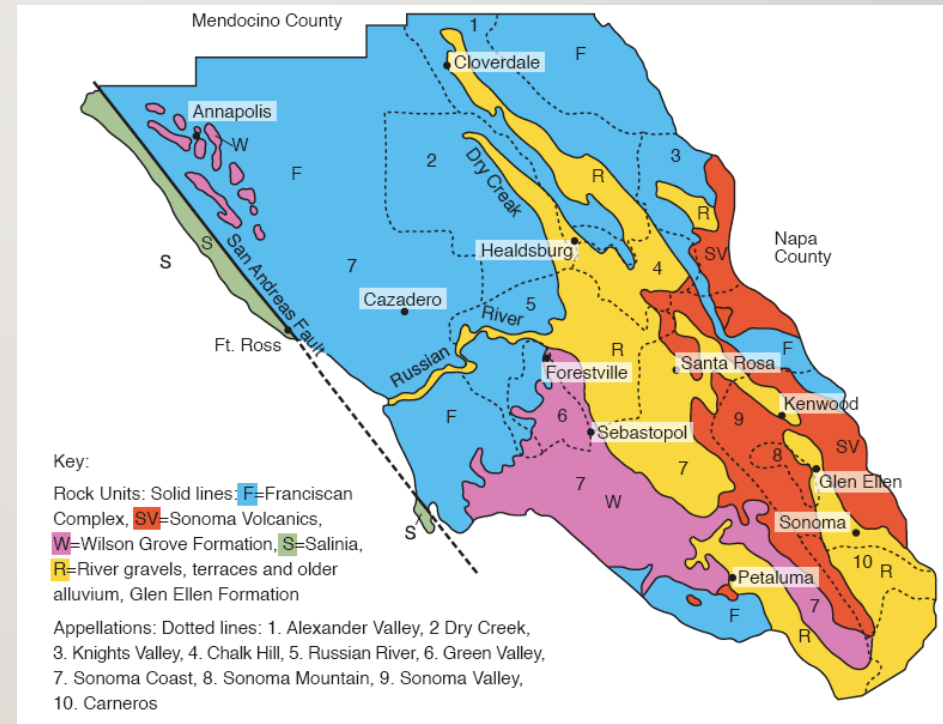 Mendocino County
1
F
Cloverdale
Annapolis
W
F
2
3
Dry Creek
R
R
S
S
San Andreas Fault
7
Healdsburg
4
SV
Napa
County
Cazadero
5
River
Ft. Ross
Russian
R
F
Forestville
Santa Rosa
Kenwood
F
6
9
Sebastopol
8
SV
7
7
W
Glen Ellen
S
Sonoma
10
R
Petaluma
7
F
R
Key:
Rock Units: Solid lines: F=Franciscan
Complex, SV=Sonoma Volcanics,
W=Wilson Grove Formation, S=Salinia,
R=River gravels, terraces and older
alluvium, Glen Ellen Formation
Appellations: Dotted lines: 1. Alexander Valley, 2 Dry Creek,
3. Knights Valley, 4. Chalk Hill, 5. Russian River, 6. Green Valley,
7. Sonoma Coast, 8. Sonoma Mountain, 9. Sonoma Valley,
10. Carneros